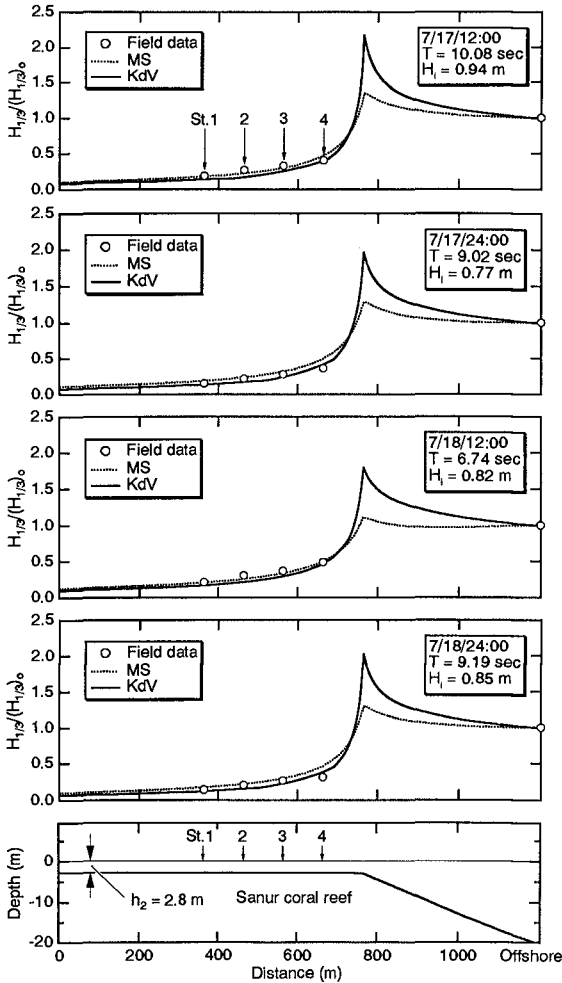 2.5
2.0
1.5
1.0
0.5
0.0
H1/3/(H1/3)o
Field data
MS
KdV
St.1 2 3 4
7/17/12:00
T = 10.08 sec
Hi = 0.94 m
2.5
2.0
1.5
1.0
0.5
0.0
H1/3/(H1/3)o
Field data
MS
KdV
7/17/24:00
T = 9.02 sec
Hi = 0.77 m
2.5
2.0
1.5
1.0
0.5
0.0
H1/3/(H1/3)o
Field data
MS
KdV
7/18/12:00
T = 6.74 sec
Hi = 0.82 m
2.5
2.0
1.5
1.0
0.5
0.0
H1/3/(H1/3)o
Field data
MS
KdV
7/18/24:00
T = 9.19 sec
Hi = 0.85 m
0
-10
-20
Depth (m)
St.1 2 3 4
h2 = 2.8 m
Sanur coral reef
0 200 400 600 800 1000 Offshore
Distance (m)